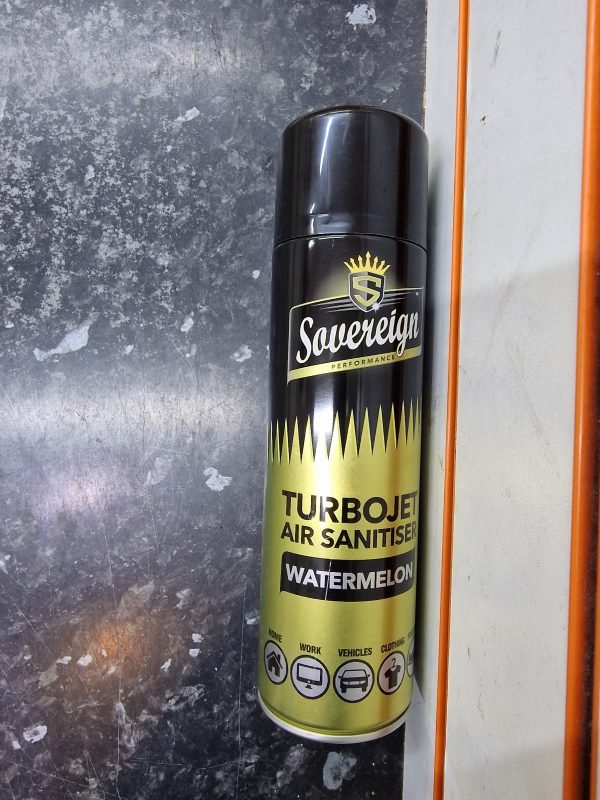 S
Sovereign
PERFORMANCE
TURBOJET
AIR SANITISER
WATERMELON
HOME
WORK
VEHICLES
CLOTHING